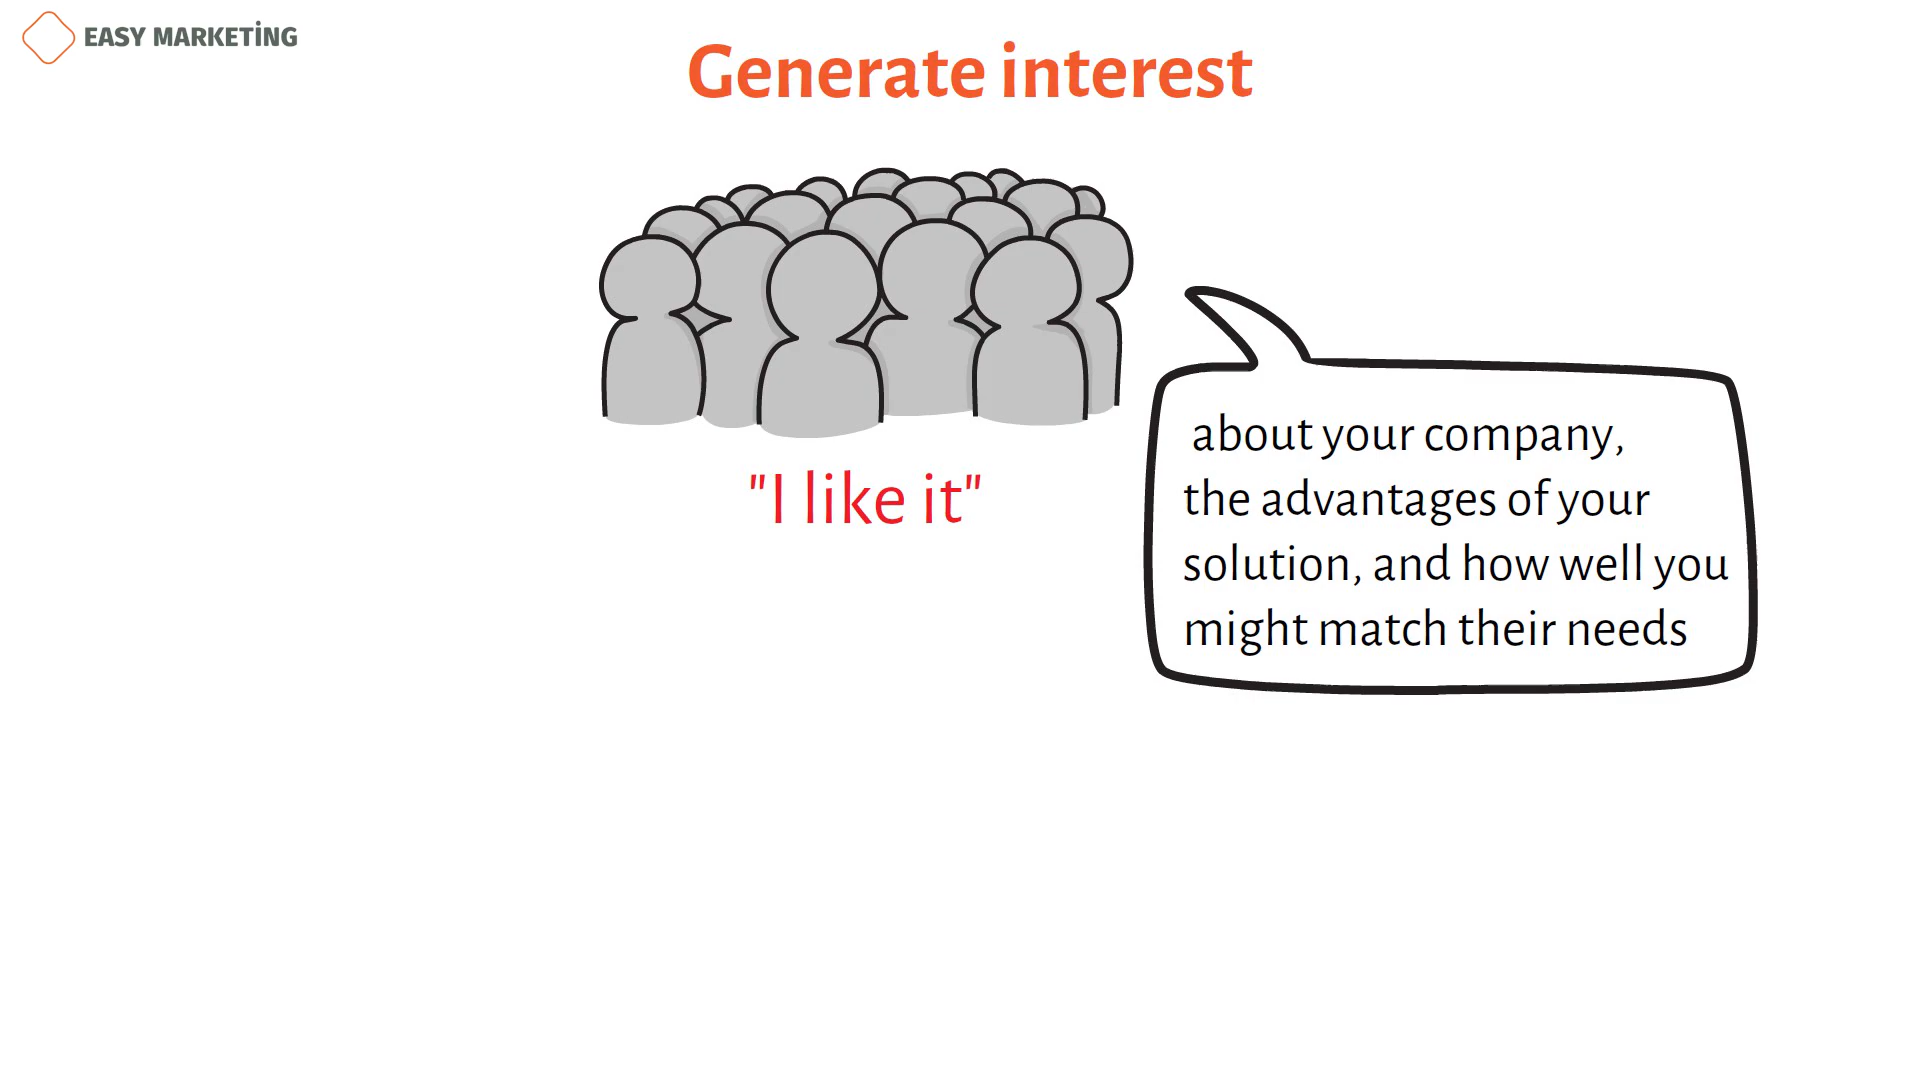 EASY MARKETİNG
Generate interest
"I like it"
about your company,
the advantages of your
solution, and how well you
might match their needs